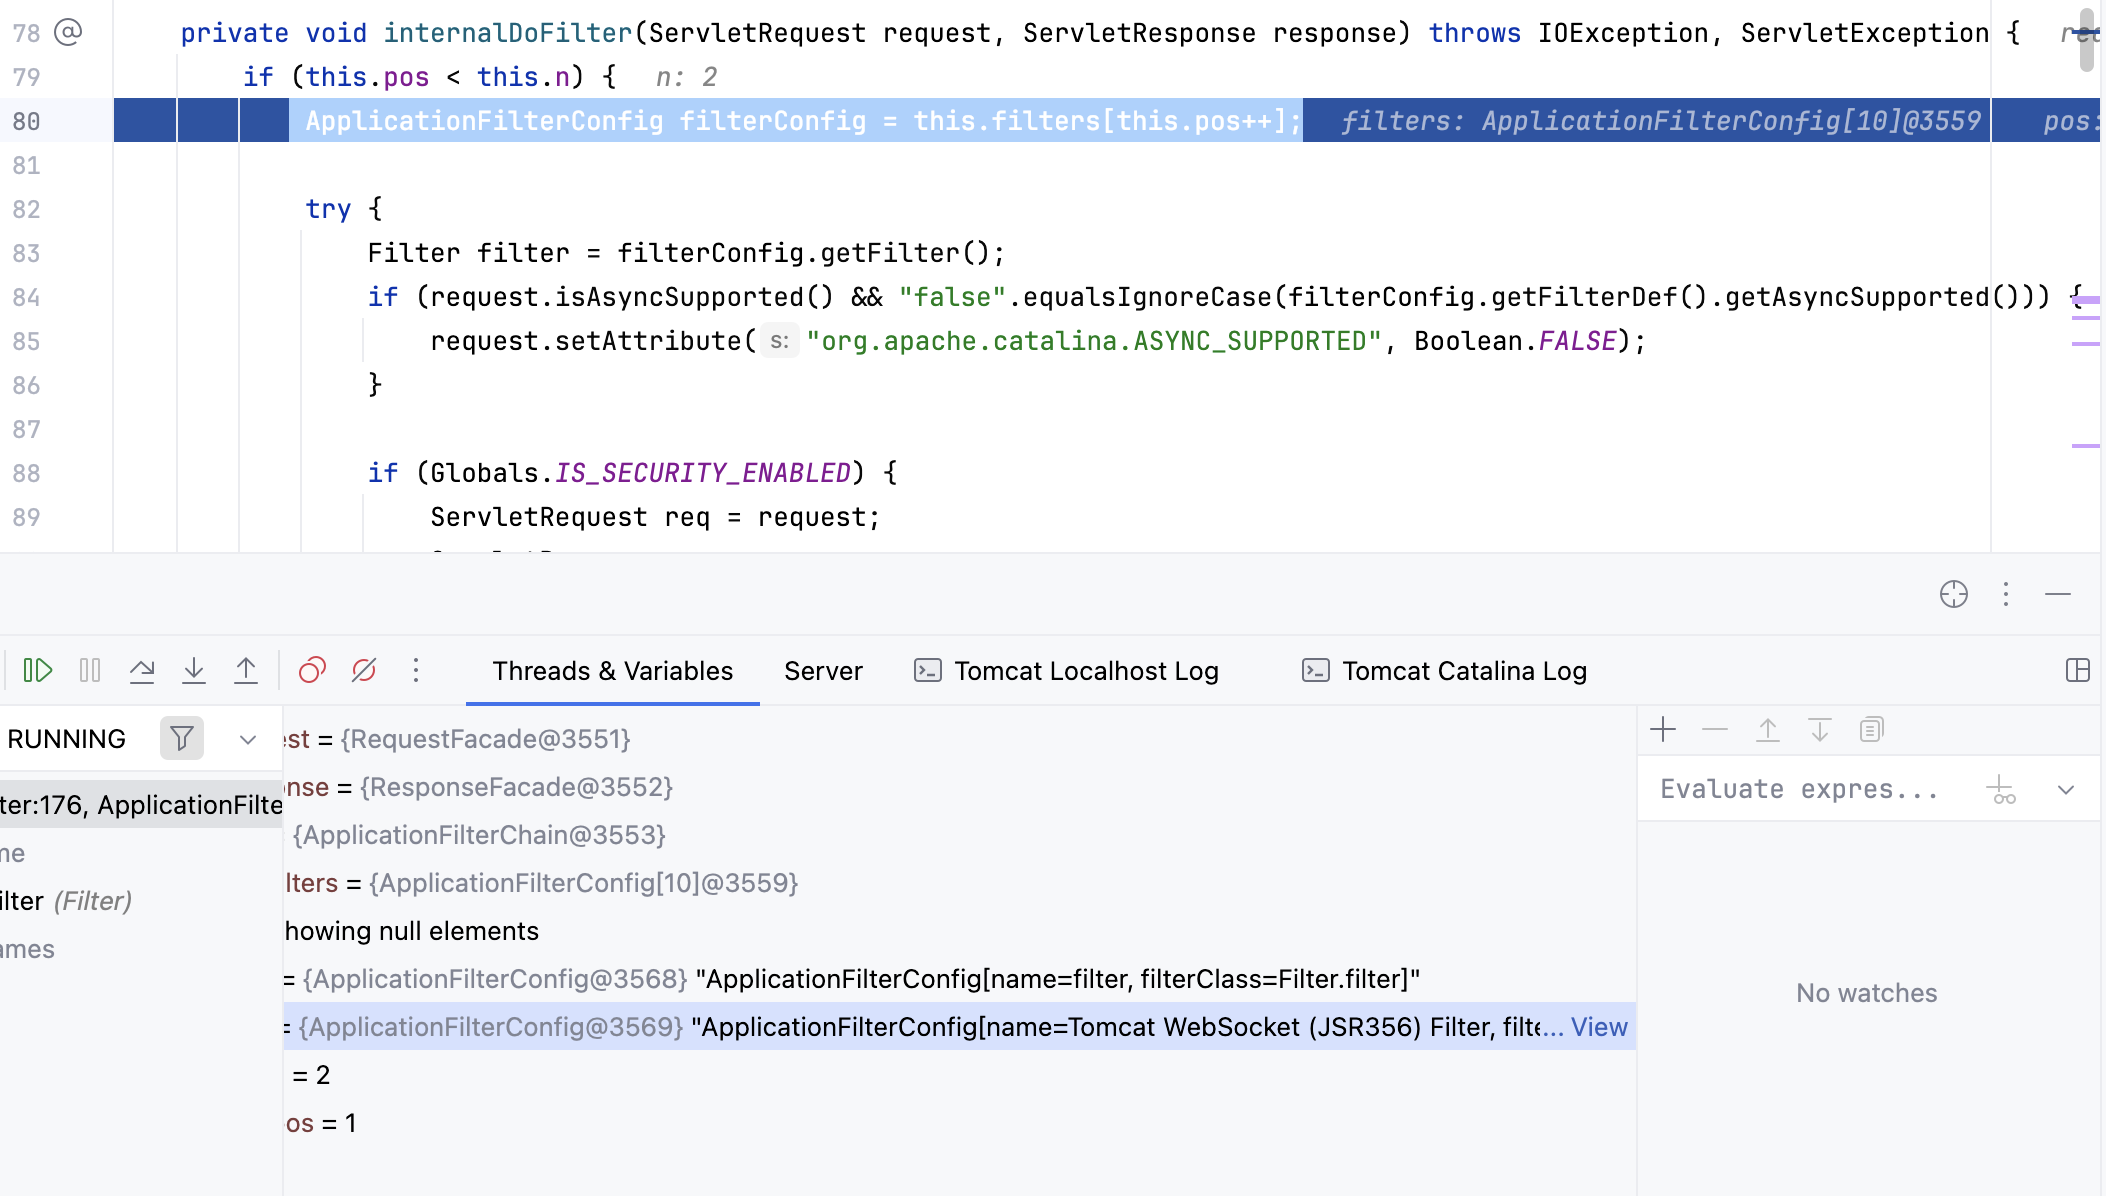 78 private void internalDoFilter(ServletRequest request, ServletResponse response) throws IOException, ServletException {
79 if (this.pos < this.n) { n: 2
80 ApplicationFilterConfig filterConfig = this.filters[this.pos++]; filters: ApplicationFilterConfig[10]@3559 pos:
81
82 try {
83 Filter filter = filterConfig.getFilter();
84 if (request.isAsyncSupported() && "false".equalsIgnoreCase(filterConfig.getFilterDef().getAsyncSupported())) {
85 request.setAttribute( s: "org.apache.catalina.ASYNC_SUPPORTED", Boolean.FALSE);
86 }
87
88 if (Globals.IS_SECURITY_ENABLED) {
89 ServletRequest req = request;
Threads & Variables Server Tomcat Localhost Log Tomcat Catalina Log
RUNNING
ter:176, ApplicationFilte
me
ilter (Filter)
ames
est = {RequestFacade@3551}
onse = {ResponseFacade@3552}
{ApplicationFilterChain@3553}
lters = {ApplicationFilterConfig[10]@3559}
howing null elements
= {ApplicationFilterConfig@3568} "ApplicationFilterConfig[name=filter, filterClass=Filter.filter]"
= {ApplicationFilterConfig@3569} "ApplicationFilterConfig[name=Tomcat WebSocket (JSR356) Filter, filte... View
= 2
os = 1
Evaluate expres...
No watches